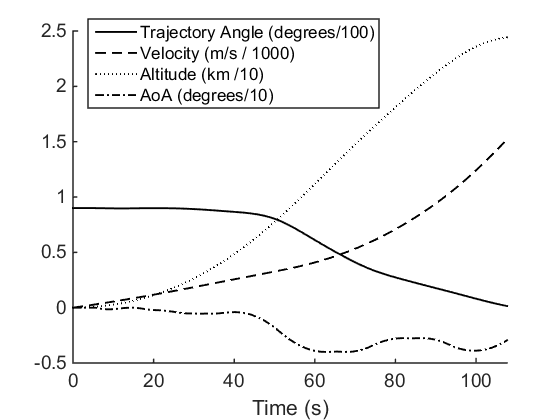 2.5
2
1.5
1
0.5
0
-0.5
Trajectory Angle (degrees/100)
Velocity (m/s / 1000)
Altitude (km /10)
AoA (degrees/10)
0 20 40 60 80 100
Time (s)